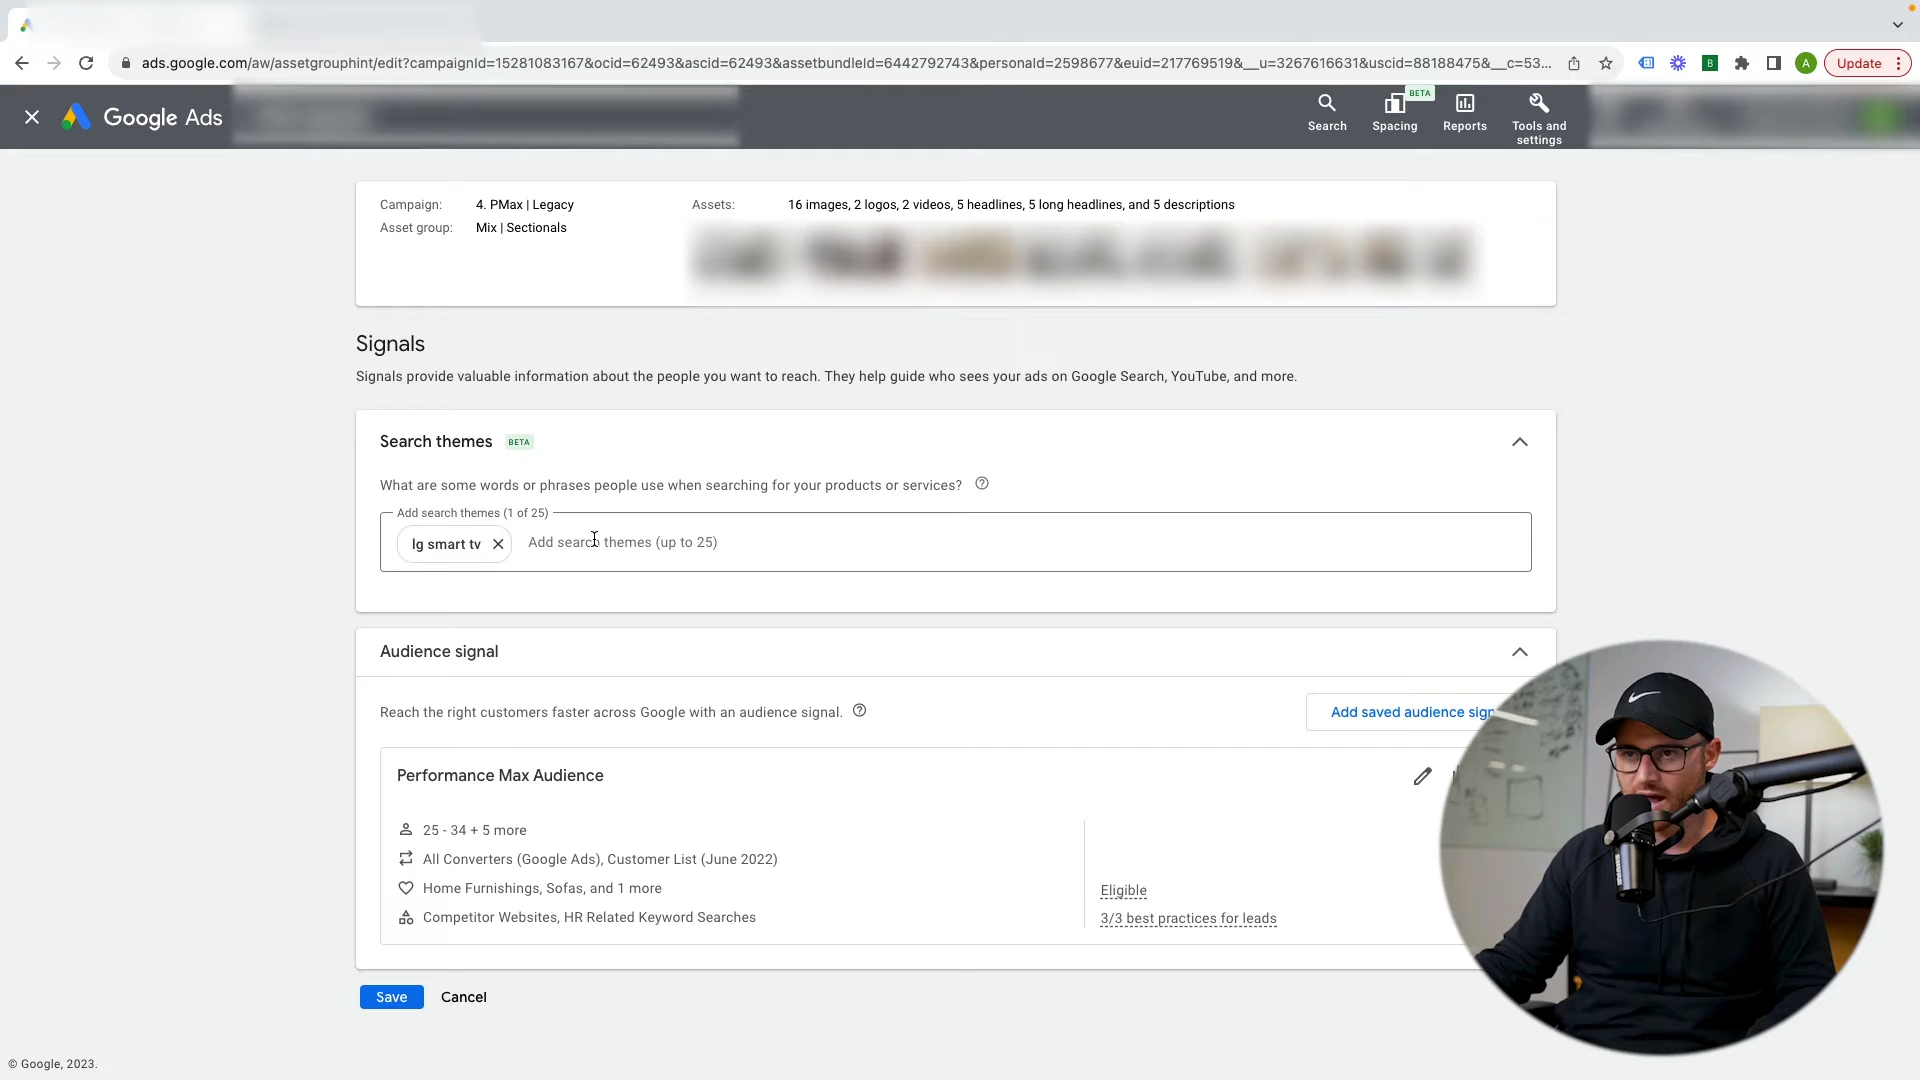 ads.google.com/aw/assetgrouphint/edit?campaignId=15281083167&ocid=62493&ascid=62493&assetbundleId=6442792743&personaId=2598677&euid=217769519&__u=3267616631&uscid=88188475&__c=53...
Update
A
B
Google Ads
Search
BETA
Spacing
Reports
Tools and
settings
Campaign: 4. PMax | Legacy
Assets: 16 images, 2 logos, 2 videos, 5 headlines, 5 long headlines, and 5 descriptions
Asset group: Mix | Sectionals
Signals
Signals provide valuable information about the people you want to reach. They help guide who sees your ads on Google Search, YouTube, and more.
Search themes BETA
What are some words or phrases people use when searching for your products or services?
Add search themes (1 of 25)
lg smart tv
Add search themes (up to 25)
Audience signal
Reach the right customers faster across Google with an audience signal.
Add saved audience sign
Performance Max Audience
25 - 34 + 5 more
All Converters (Google Ads), Customer List (June 2022)
Home Furnishings, Sofas, and 1 more
Competitor Websites, HR Related Keyword Searches
Eligible
3/3 best practices for leads
Save
Cancel
© Google, 2023.